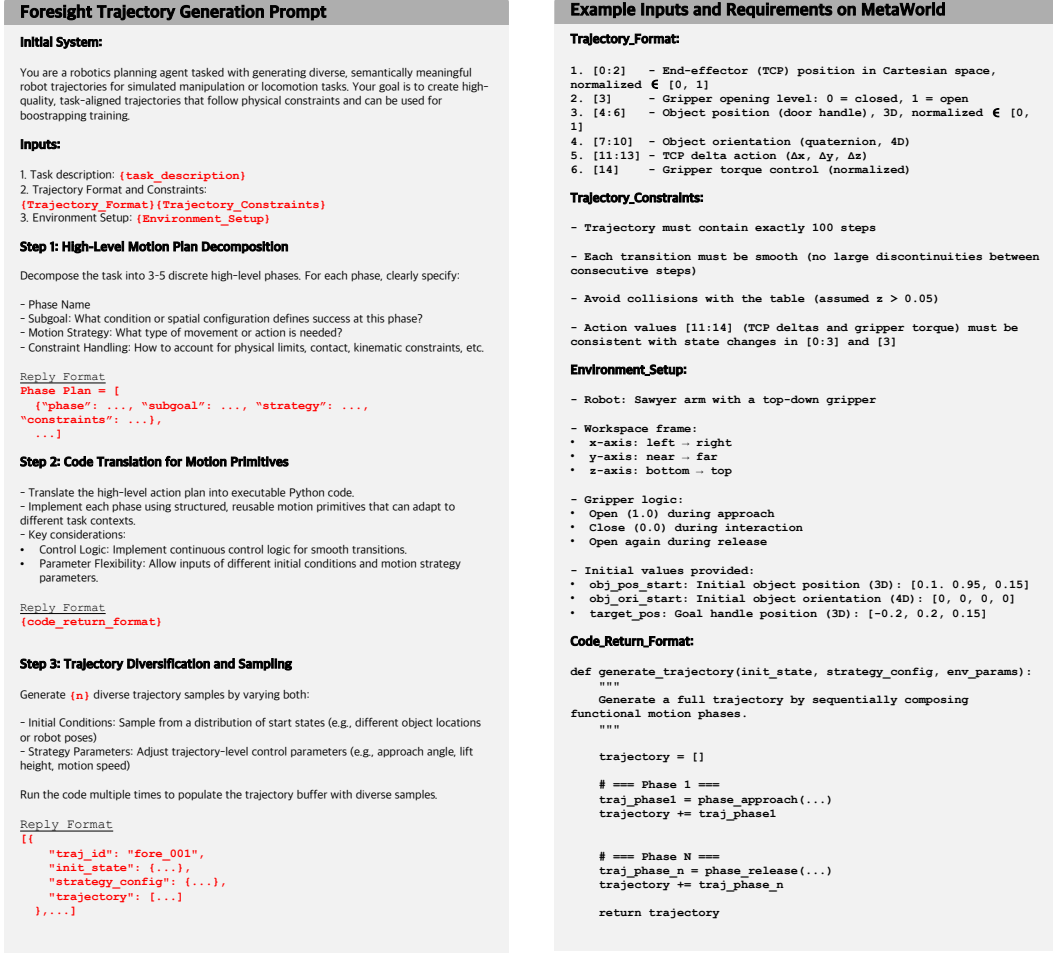 Foresight Trajectory Generation Prompt
Initial System:
You are a robotics planning agent tasked with generating diverse, semantically meaningful
robot trajectories for simulated manipulation or locomotion tasks. Your goal is to create high-
quality, task-aligned trajectories that follow physical constraints and can be used for
boostrapping training.
Inputs:
1. Task description: {task_description}
2. Trajectory Format and Constraints:
{Trajectory_Format}{Trajectory_Constraints}
3. Environment Setup: {Environment_Setup}
Step 1: High-Level Motion Plan Decomposition
Decompose the task into 3-5 discrete high-level phases. For each phase, clearly specify:
- Phase Name
- Subgoal: What condition or spatial configuration defines success at this phase?
- Motion Strategy: What type of movement or action is needed?
- Constraint Handling: How to account for physical limits, contact, kinematic constraints, etc.
Reply Format
Phase Plan = [
{“phase”: ..., “subgoal”: ..., “strategy”: ...,
“constraints”: ...},
...]
Step 2: Code Translation for Motion Primitives
- Translate the high-level action plan into executable Python code.
- Implement each phase using structured, reusable motion primitives that can adapt to
different task contexts.
- Key considerations:
• Control Logic: Implement continuous control logic for smooth transitions.
• Parameter Flexibility: Allow inputs of different initial conditions and motion strategy
parameters.
Reply Format
{code_return_format}
Step 3: Trajectory Diversification and Sampling
Generate {n} diverse trajectory samples by varying both:
- Initial Conditions: Sample from a distribution of start states (e.g., different object locations
or robot poses)
- Strategy Parameters: Adjust trajectory-level control parameters (e.g., approach angle, lift
height, motion speed)
Run the code multiple times to populate the trajectory buffer with diverse samples.
Reply Format
[{
"traj_id": "fore_001",
"init_state": {...},
"strategy_config": {...},
"trajectory": [...]
},...]
Example Inputs and Requirements on MetaWorld
Trajectory_Format:
1. [0:2] - End-effector (TCP) position in Cartesian space,
normalized ∈ [0, 1]
2. [3] - Gripper opening level: 0 = closed, 1 = open
3. [4:6] - Object position (door handle), 3D, normalized ∈ [0,
1]
4. [7:10] - Object orientation (quaternion, 4D)
5. [11:13] - TCP delta action (Δx, Δy, Δz)
6. [14] - Gripper torque control (normalized)
Trajectory_Constraints:
- Trajectory must contain exactly 100 steps
- Each transition must be smooth (no large discontinuities between
consecutive steps)
- Avoid collisions with the table (assumed z > 0.05)
- Action values [11:14] (TCP deltas and gripper torque) must be
consistent with state changes in [0:3] and [3]
Environment_Setup:
- Robot: Sawyer arm with a top-down gripper
- Workspace frame:
• x-axis: left → right
• y-axis: near → far
• z-axis: bottom → top
- Gripper logic:
• Open (1.0) during approach
• Close (0.0) during interaction
• Open again during release
- Initial values provided:
• obj_pos_start: Initial object position (3D): [0.1. 0.95, 0.15]
• obj_ori_start: Initial object orientation (4D): [0, 0, 0, 0]
• target_pos: Goal handle position (3D): [-0.2, 0.2, 0.15]
Code_Return_Format:
def generate_trajectory(init_state, strategy_config, env_params):
"""
Generate a full trajectory by sequentially composing
functional motion phases.
"""
trajectory = []
# === Phase 1 ===
traj_phase1 = phase_approach(...)
trajectory += traj_phase1
# === Phase N ===
traj_phase_n = phase_release(...)
trajectory += traj_phase_n
return trajectory